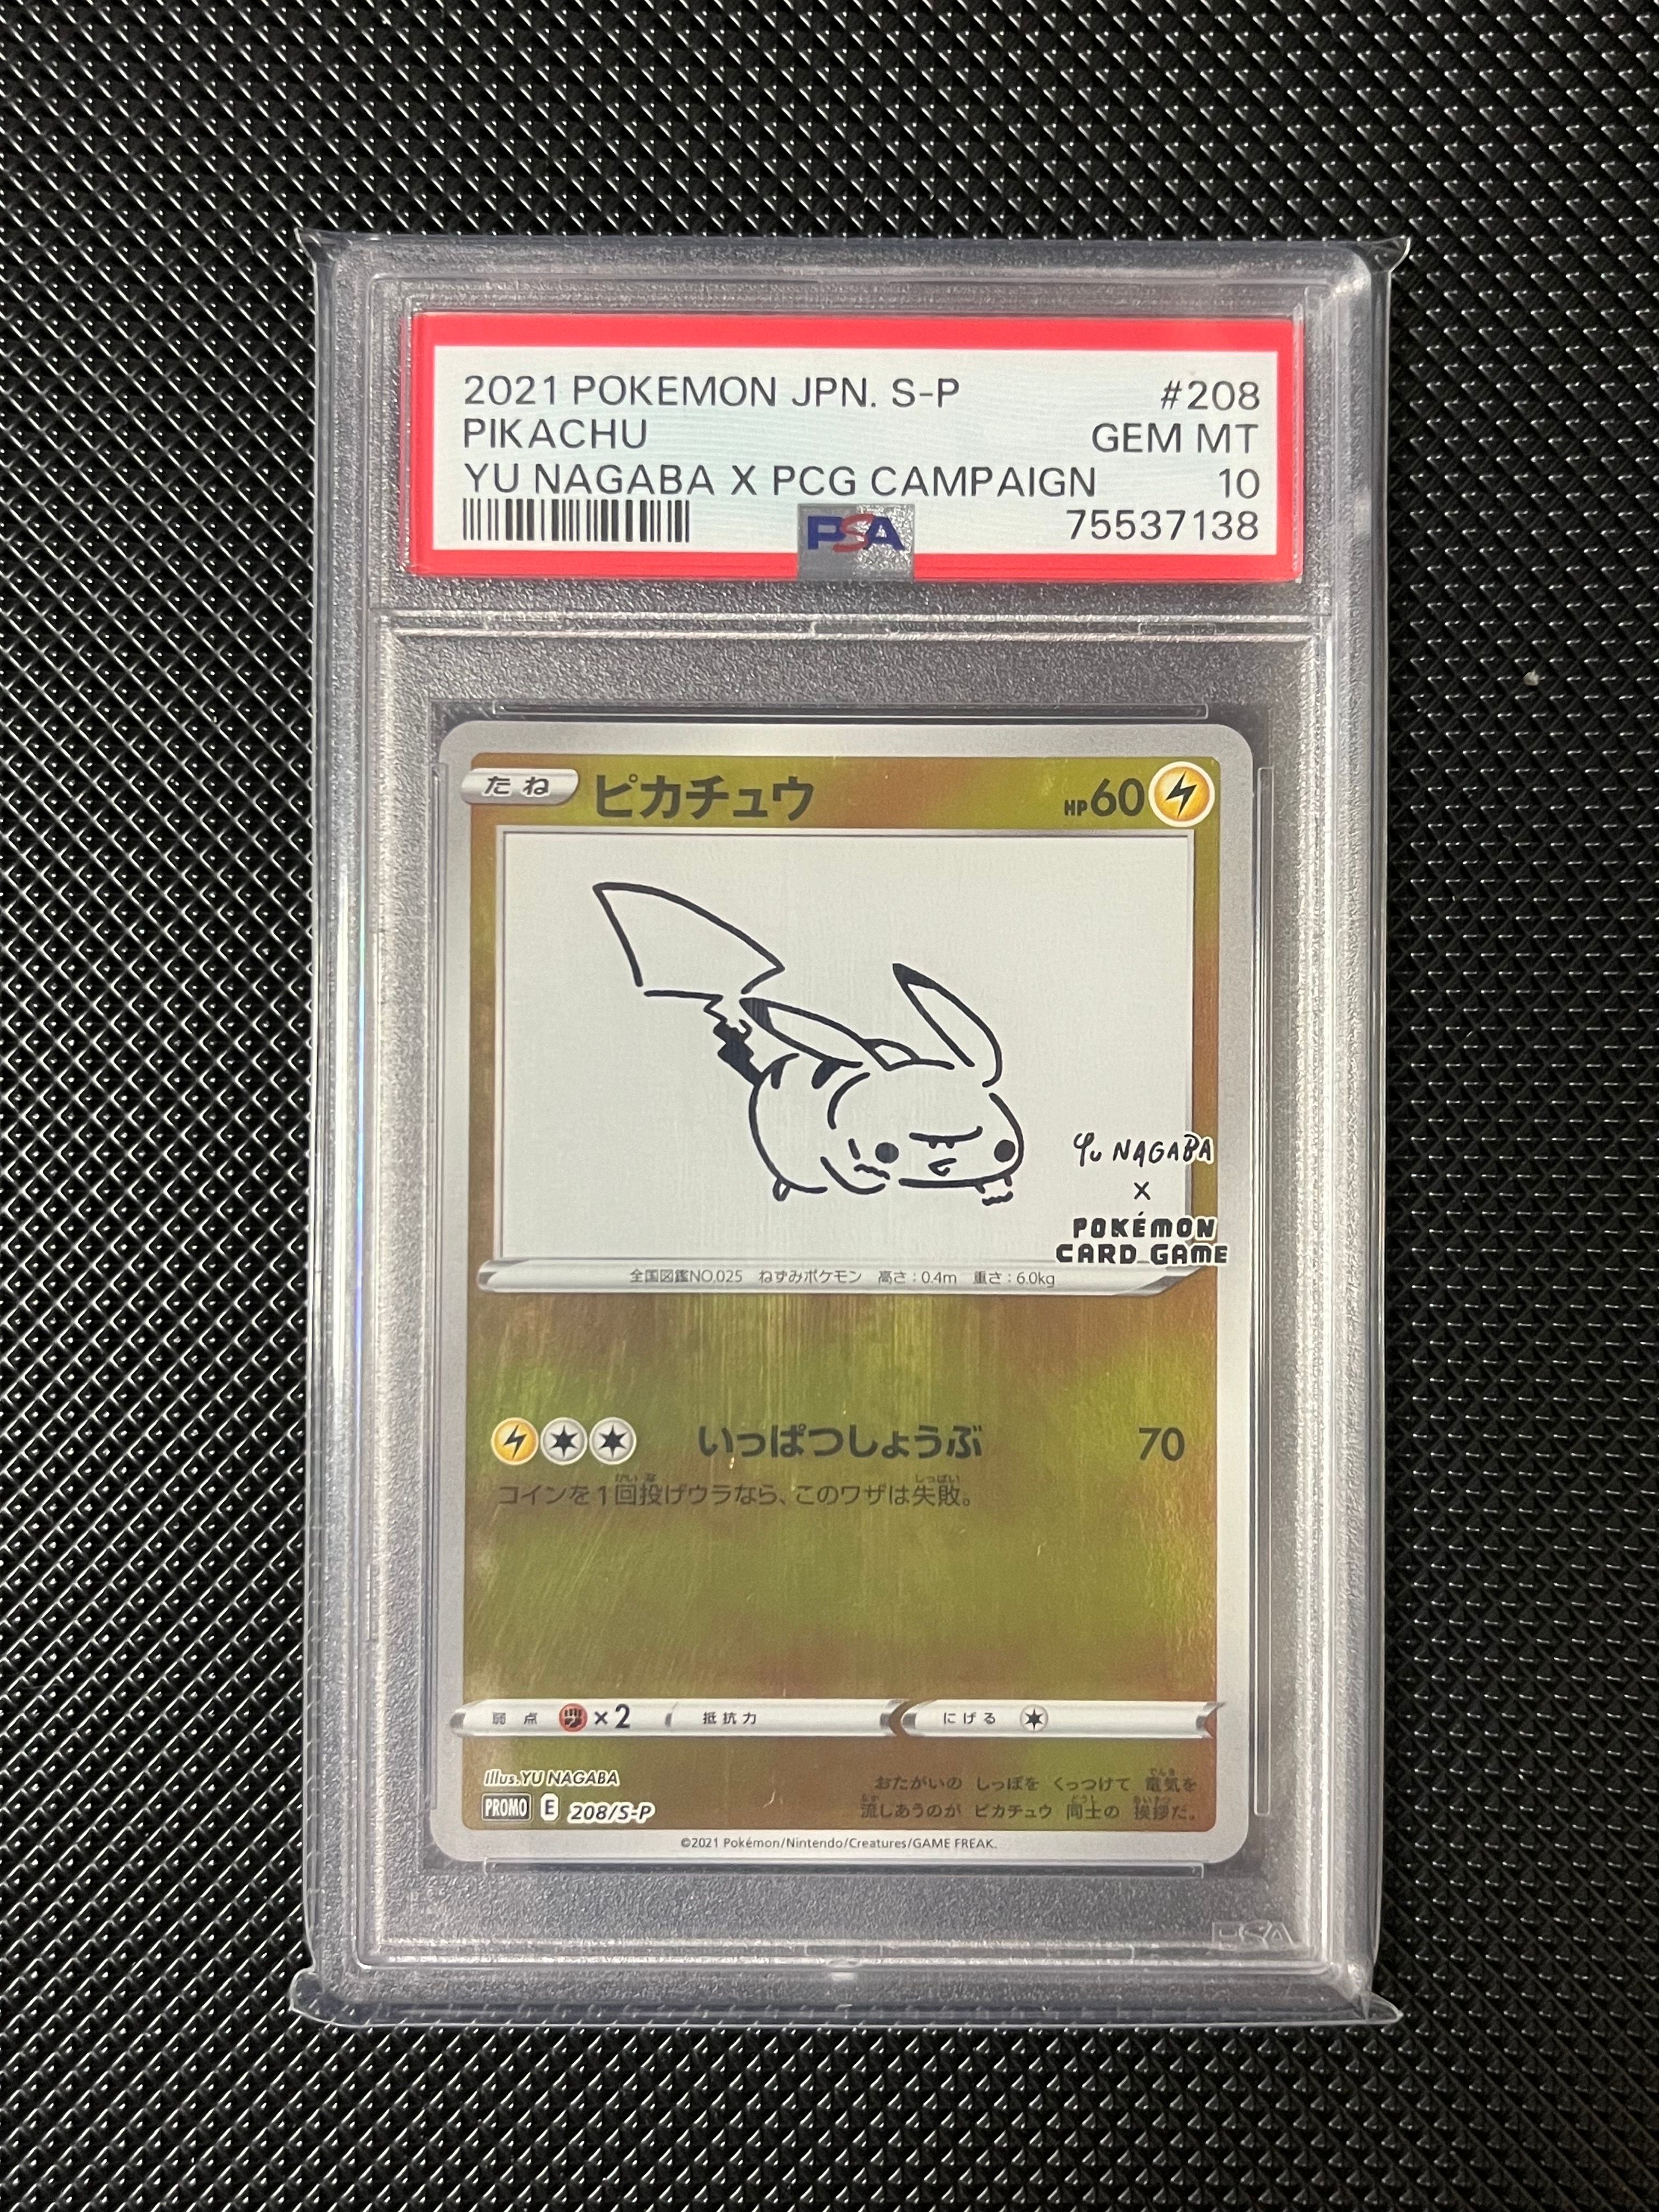 2021 POKEMON JPN. S-P #208
PIKACHU GEM MT
YU NAGABA X PCG CAMPAIGN 10
PSA 75537138
たね ピカチュウ HP60
YU NAGABA
×
POKÉMON
CARD GAME
全国図鑑NO.025 ねずみポケモン 高さ:0.4m 重さ:6.0kg
いっぱつしょうぶ 70
コインを1回投げウラなら、このワザは失敗。
弱点 ×2 抵抗力 にげる
Illus.YU NAGABA
PROMO E 208/S-P
おたがいの しっぽを くっつけて 電気を
流しあうのが ピカチュウ 同士の 挨拶だ。
©2021 Pokémon/Nintendo/Creatures/GAME FREAK.
PSA